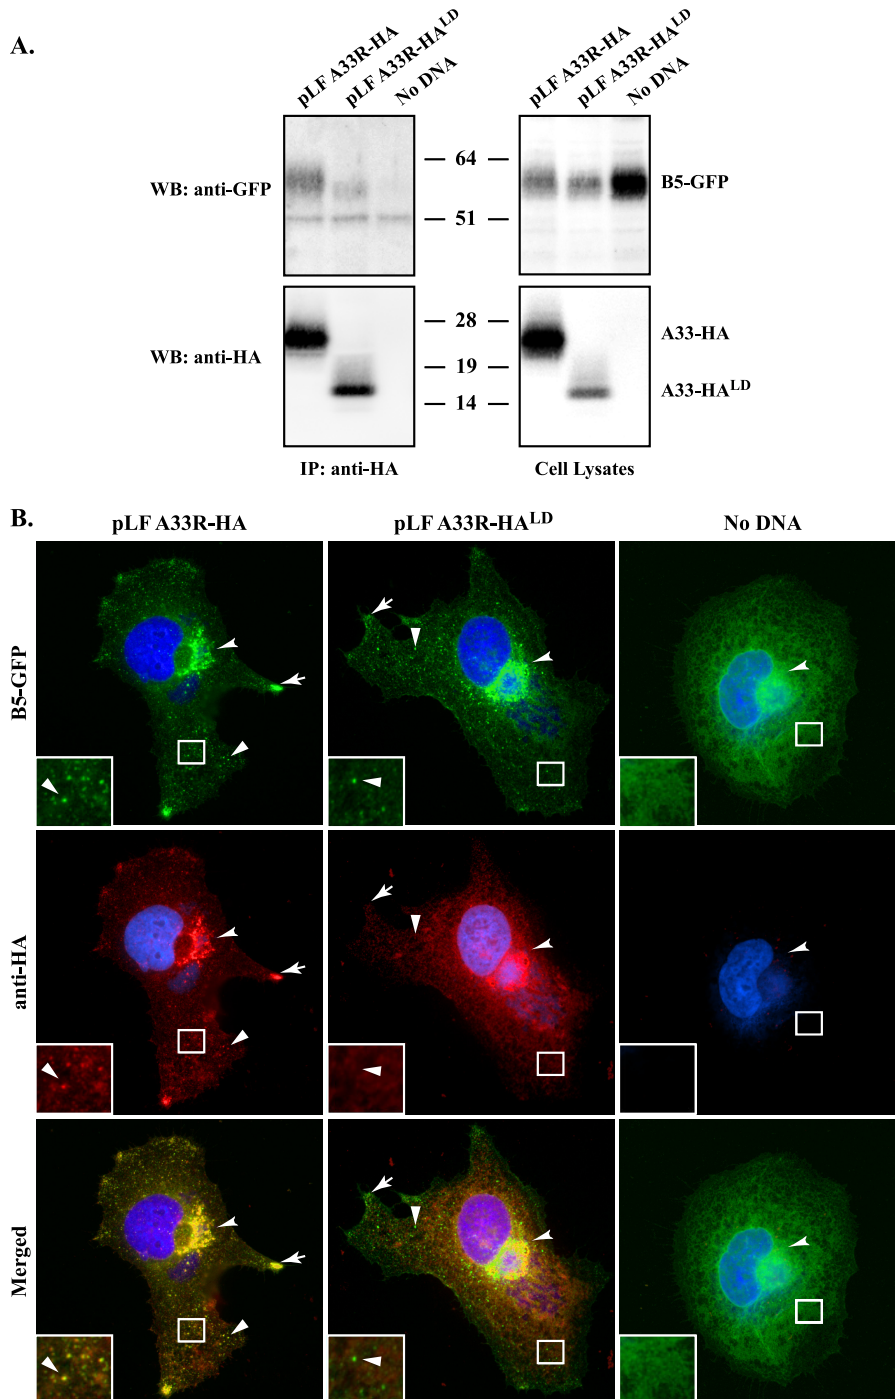 A.
pLF A33R-HA
pLF A33R-HA^LD
No DNA
pLF A33R-HA
pLF A33R-HA^LD
No DNA
WB: anti-GFP
— 64 —
— 51 —
B5-GFP
WB: anti-HA
— 28 —
— 19 —
— 14 —
A33-HA
A33-HA^LD
IP: anti-HA
Cell Lysates
B.
pLF A33R-HA
pLF A33R-HA^LD
No DNA
B5-GFP
anti-HA
Merged